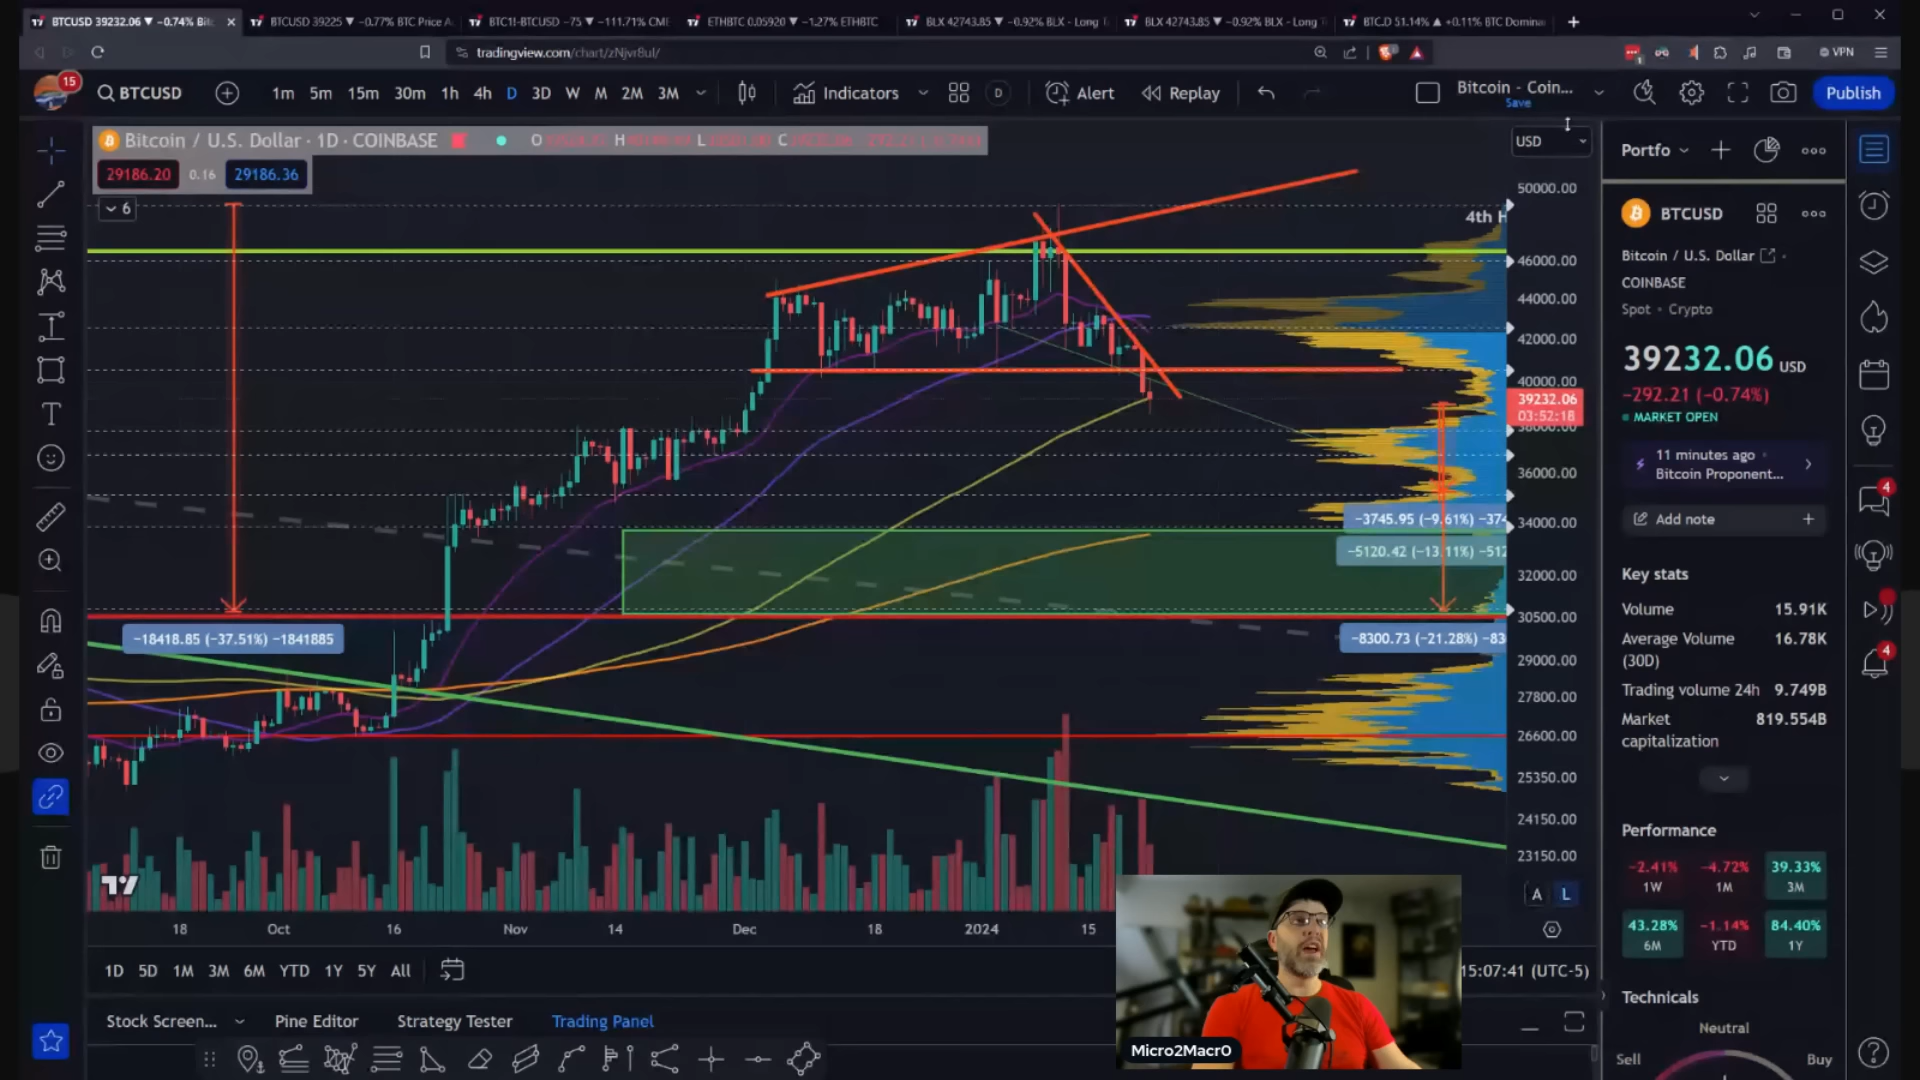 BTCUSD 39232.06 ▼ −0.74% Bitc
BTCUSD 39225 ▼ −0.77% BTC Price A
BTC1!-BTCUSD −75 ▼ −111.71% CME
ETHBTC 0.05920 ▼ −1.27% ETHBTC
BLX 42743.85 ▼ −0.92% BLX - Long T
BLX 42743.85 ▼ −0.92% BLX - Long T
BTC.D 51.14% ▲ +0.11% BTC Domina
tradingview.com/chart/zNjvr8ul/
VPN
15
BTCUSD
1m 5m 15m 30m 1h 4h D 3D W M 2M 3M
Indicators
D
Alert
Replay
Bitcoin - Coin...
Save
Publish
Bitcoin / U.S. Dollar · 1D · COINBASE
O H L C
29186.20
0.16
29186.36
6
USD
50000.00
4th H
46000.00
44000.00
42000.00
40000.00
39232.06
03:52:18
38000.00
36000.00
34000.00
32000.00
30500.00
29000.00
27800.00
26600.00
25350.00
24150.00
23150.00
−3745.95 (−9.61%) −374
−5120.42 (−13.11%) −512
−8300.73 (−21.28%) −830
−18418.85 (−37.51%) −1841885
A L
18 Oct 16 Nov 14 Dec 18 2024 15
1D 5D 1M 3M 6M YTD 1Y 5Y All
15:07:41 (UTC-5)
Stock Screen...
Pine Editor
Strategy Tester
Trading Panel
Micro2Macr0
Portfo
BTCUSD
Bitcoin / U.S. Dollar
COINBASE
Spot • Crypto
39232.06 USD
−292.21 (−0.74%)
MARKET OPEN
11 minutes ago
Bitcoin Proponent...
Add note
Key stats
Volume 15.91K
Average Volume 16.78K
(30D)
Trading volume 24h 9.749B
Market 819.554B
capitalization
Performance
−2.41% −4.72% 39.33%
1W 1M 3M
43.28% −1.14% 84.40%
6M YTD 1Y
Technicals
Neutral
Sell Buy
4
4